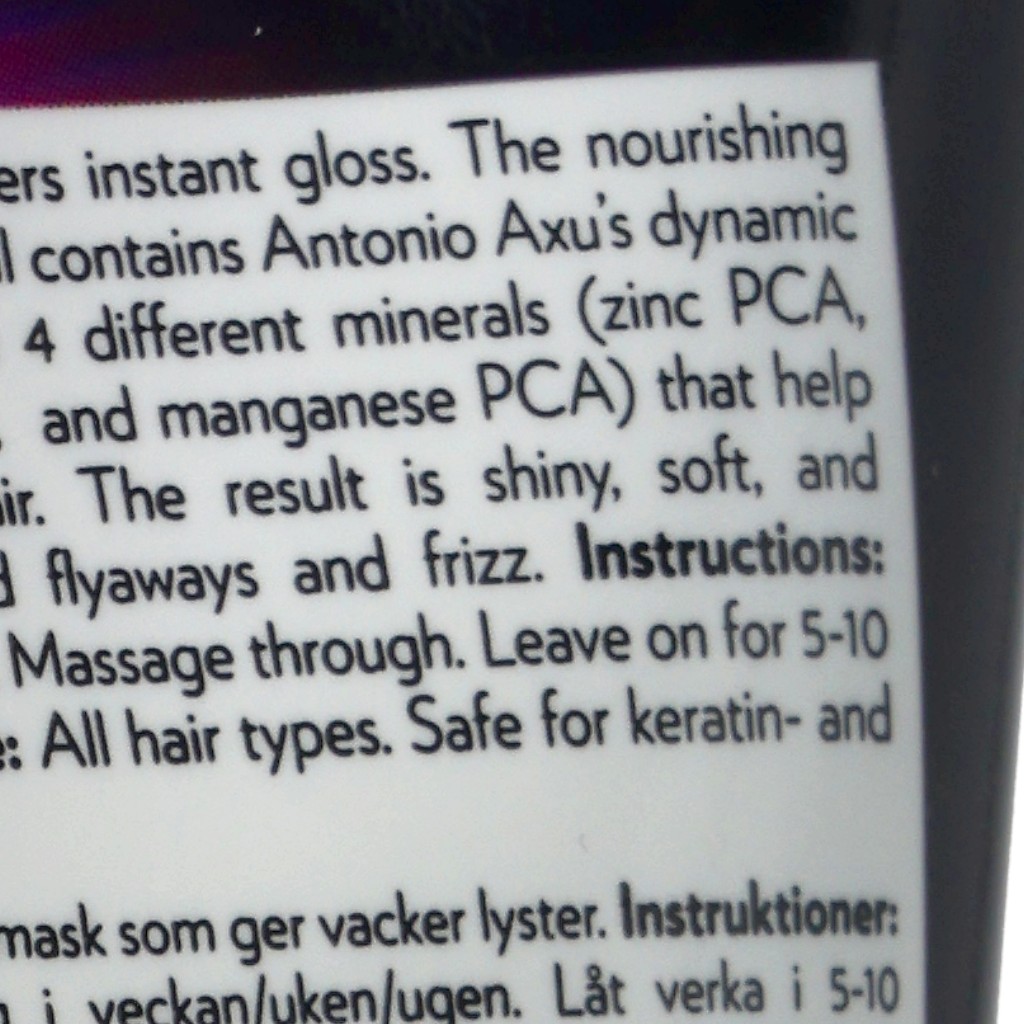 instant gloss. The nourishing
contains Antonio Axu's dynamic
4 different minerals (zinc PCA,
and manganese PCA) that help
The result is shiny, soft, and
flyaways and frizz. Instructions:
Massage through. Leave on for 5-10
All hair types. Safe for keratin- and
mask som ger vacker lyster. Instruktioner:
i veckan/uken/ugen. Låt verka i 5-10